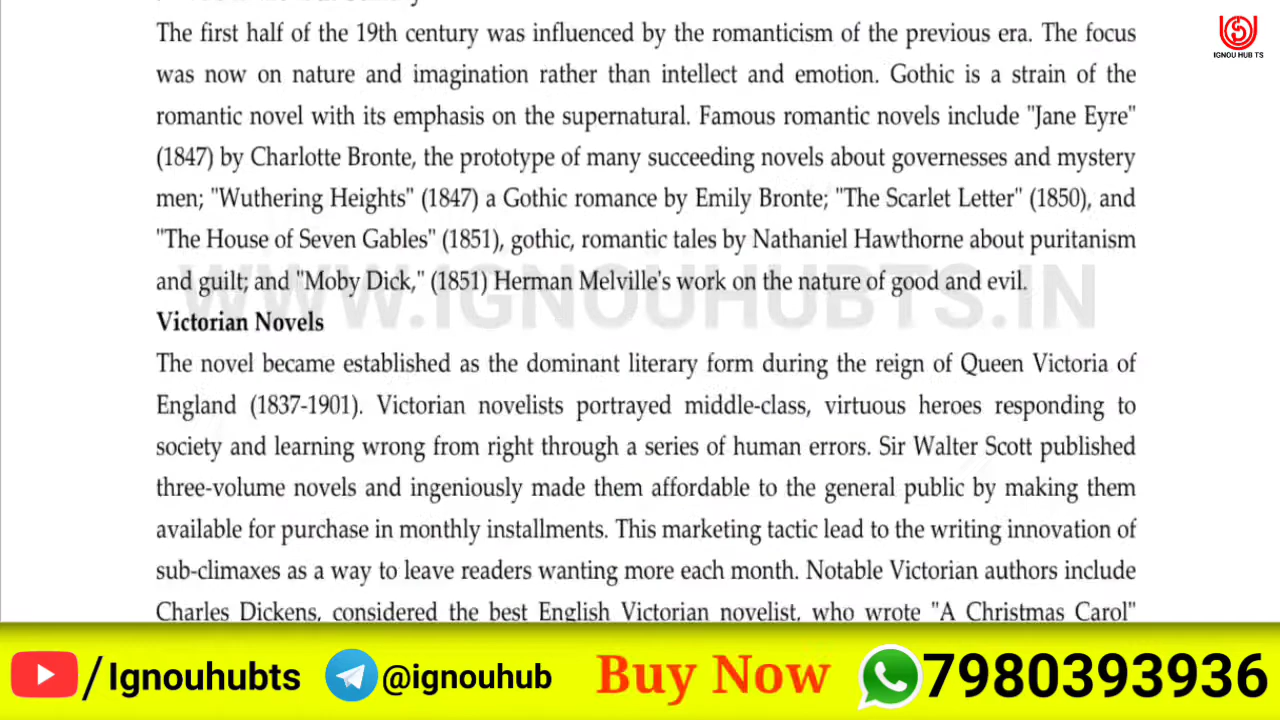 IGNOU HUB TS
The first half of the 19th century was influenced by the romanticism of the previous era. The focus
was now on nature and imagination rather than intellect and emotion. Gothic is a strain of the
romantic novel with its emphasis on the supernatural. Famous romantic novels include "Jane Eyre"
(1847) by Charlotte Bronte, the prototype of many succeeding novels about governesses and mystery
men; "Wuthering Heights" (1847) a Gothic romance by Emily Bronte; "The Scarlet Letter" (1850), and
"The House of Seven Gables" (1851), gothic, romantic tales by Nathaniel Hawthorne about puritanism
and guilt; and "Moby Dick," (1851) Herman Melville's work on the nature of good and evil.
WWW.IGNOUHUBTS.IN
Victorian Novels
The novel became established as the dominant literary form during the reign of Queen Victoria of
England (1837-1901). Victorian novelists portrayed middle-class, virtuous heroes responding to
society and learning wrong from right through a series of human errors. Sir Walter Scott published
three-volume novels and ingeniously made them affordable to the general public by making them
available for purchase in monthly installments. This marketing tactic lead to the writing innovation of
sub-climaxes as a way to leave readers wanting more each month. Notable Victorian authors include
Charles Dickens, considered the best English Victorian novelist, who wrote "A Christmas Carol"
/Ignouhubts @ignouhub Buy Now 7980393936